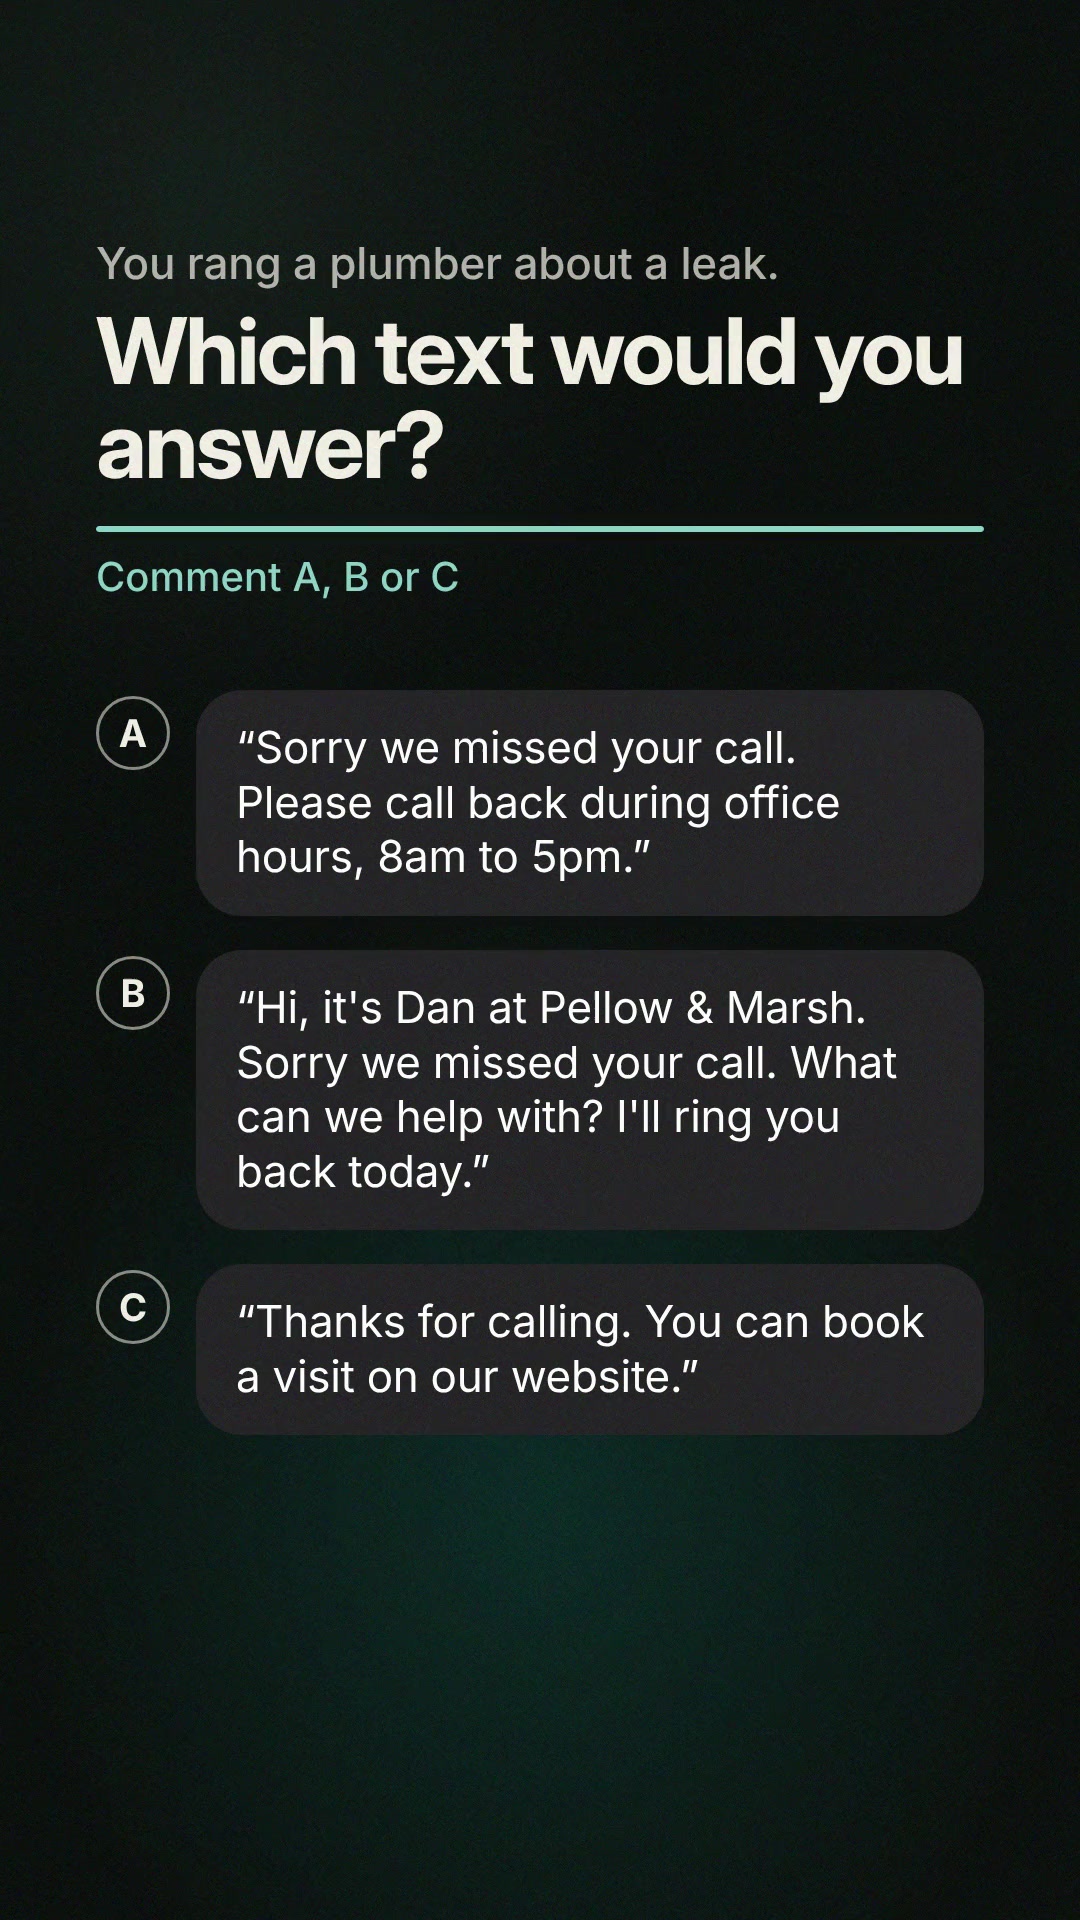 You rang a plumber about a leak.
Which text would you
answer?
Comment A, B or C
A
“Sorry we missed your call.
Please call back during office
hours, 8am to 5pm.”
B
“Hi, it's Dan at Pellow & Marsh.
Sorry we missed your call. What
can we help with? I'll ring you
back today.”
C
“Thanks for calling. You can book
a visit on our website.”